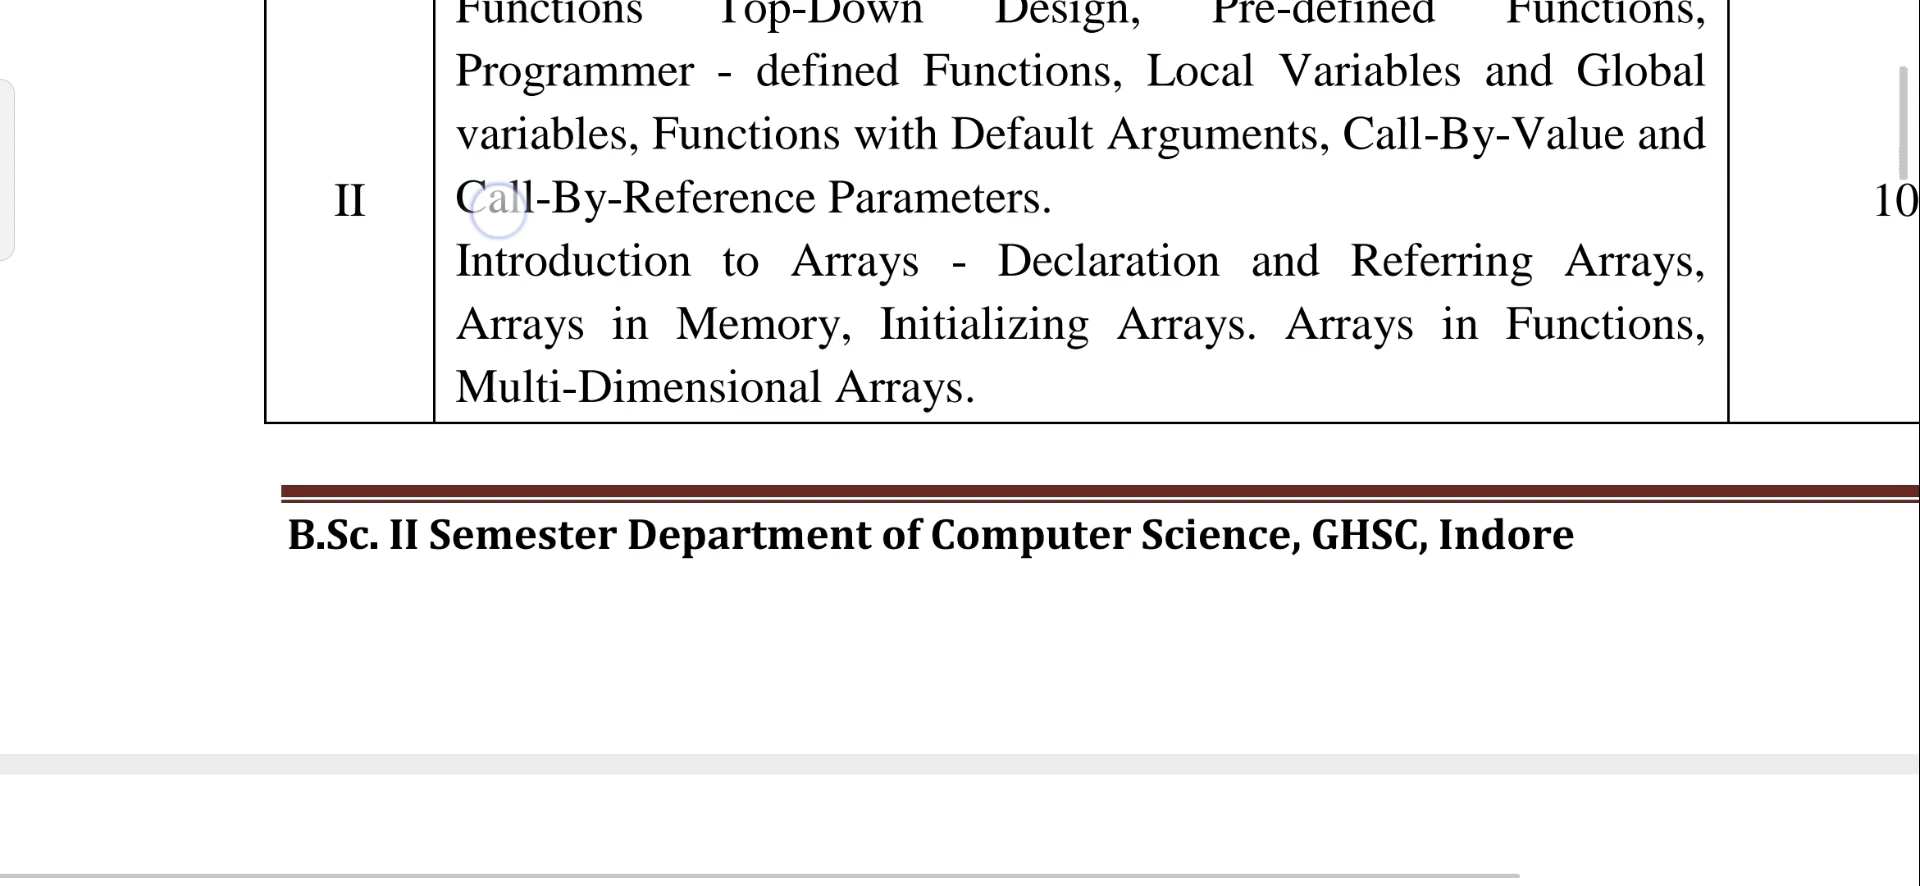 Functions Top-Down Design, Pre-defined Functions,
Programmer - defined Functions, Local Variables and Global
variables, Functions with Default Arguments, Call-By-Value and
II Call-By-Reference Parameters. 10
Introduction to Arrays - Declaration and Referring Arrays,
Arrays in Memory, Initializing Arrays. Arrays in Functions,
Multi-Dimensional Arrays.
B.Sc. II Semester Department of Computer Science, GHSC, Indore